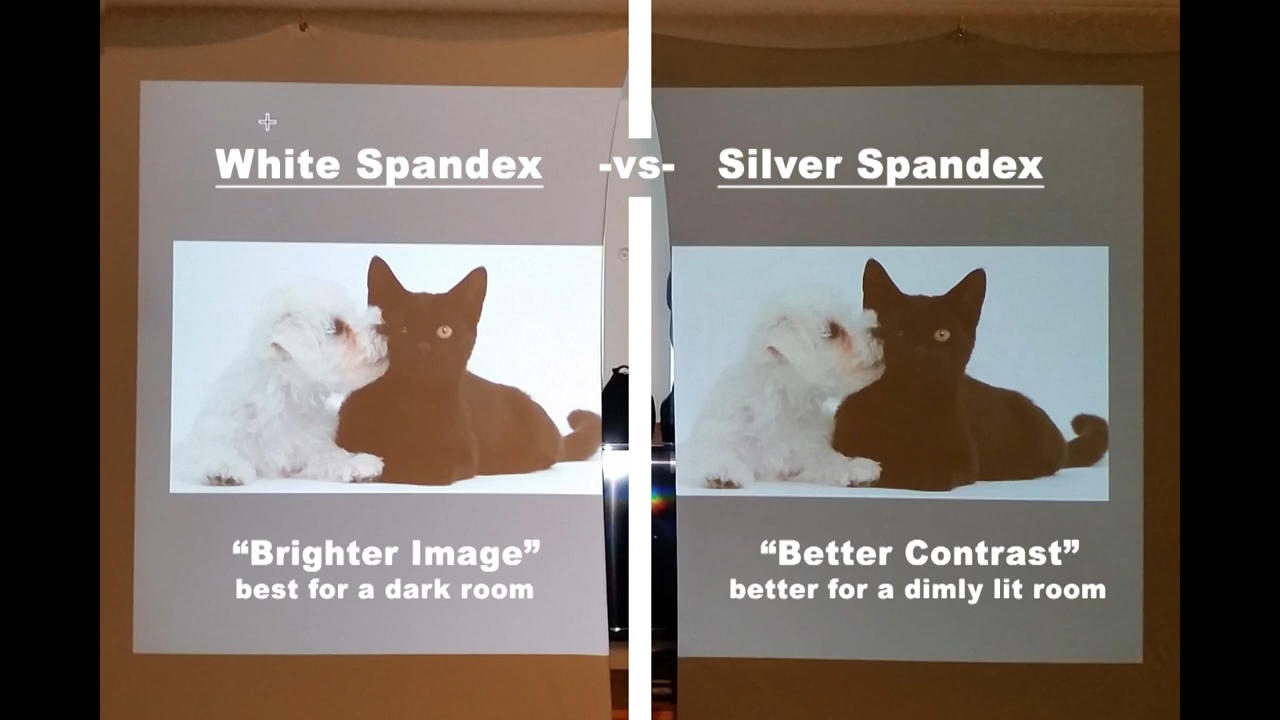 White Spandex -vs- Silver Spandex
“Brighter Image”
best for a dark room
“Better Contrast”
better for a dimly lit room